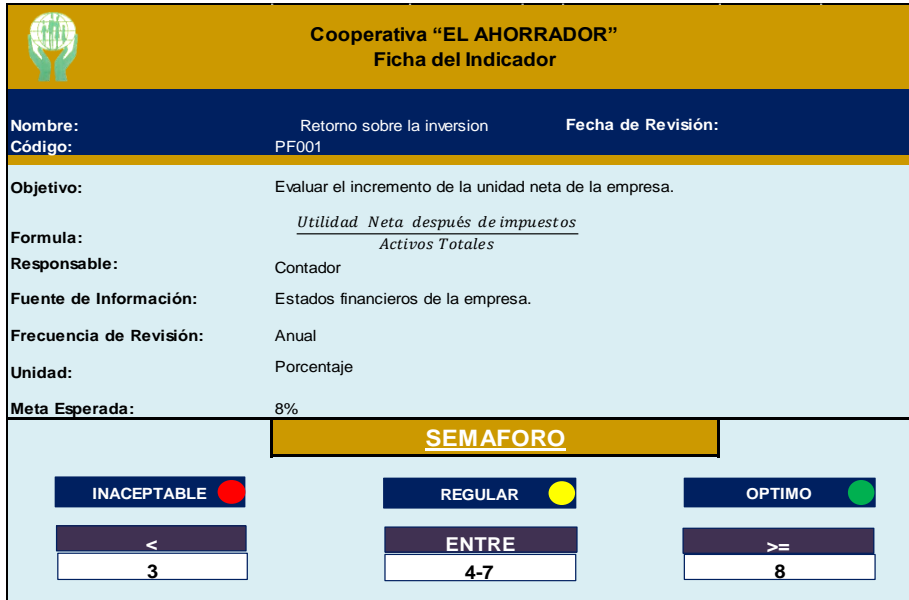 Cooperativa “EL AHORRADOR”
Ficha del Indicador
Nombre: Retorno sobre la inversion Fecha de Revisión:
Código: PF001
Objetivo: Evaluar el incremento de la unidad neta de la empresa.
Formula: Utilidad Neta después de impuestos
Activos Totales
Responsable: Contador
Fuente de Información: Estados financieros de la empresa.
Frecuencia de Revisión: Anual
Unidad: Porcentaje
Meta Esperada: 8%
SEMAFORO
INACEPTABLE REGULAR OPTIMO
< ENTRE >=
3 4-7 8